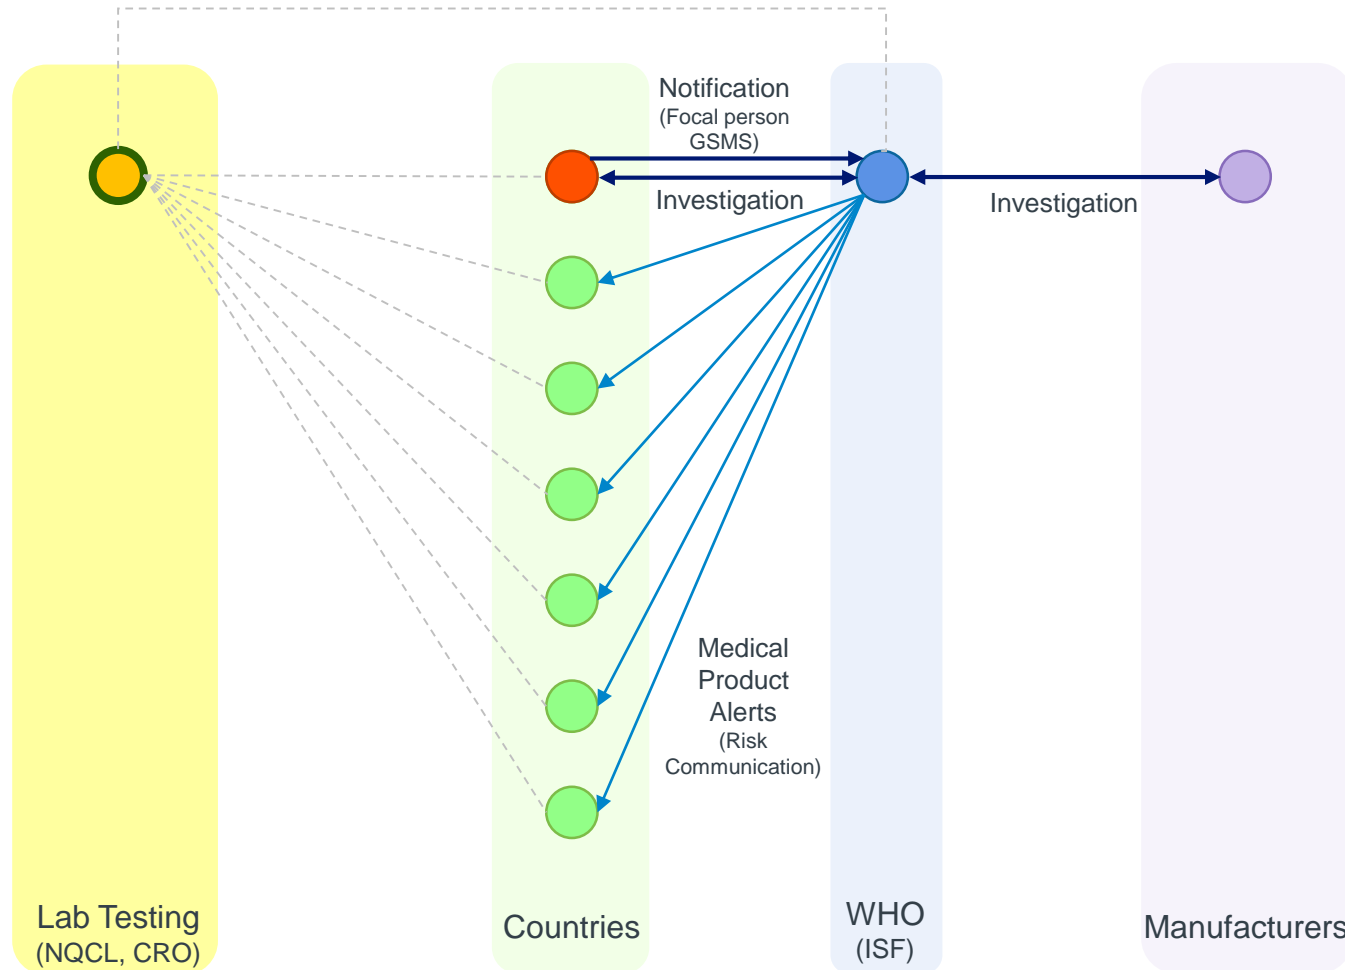 Notification
(Focal person
GSMS)
Investigation
Investigation
Medical
Product
Alerts
(Risk
Communication)
Lab Testing
(NQCL, CRO)
Countries
WHO
(ISF)
Manufacturers